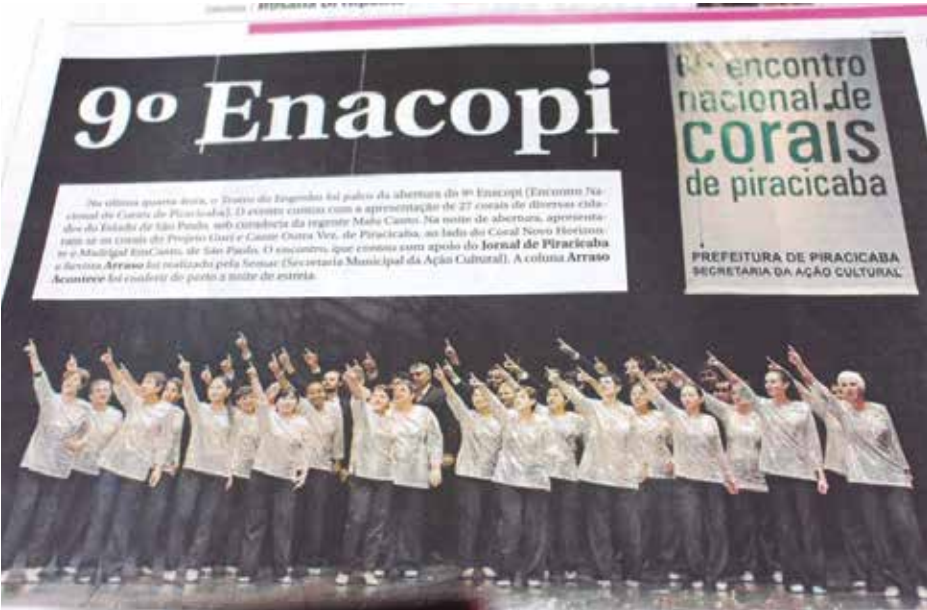 9º Enacopi
encontro
nacional de
corais
de piracicaba
PREFEITURA DE PIRACICABA
SECRETARIA DA AÇÃO CULTURAL
Na última quarta-feira, o Teatro do Engenho foi palco da abertura do 9º Enacopi (Encontro Na-
cional de Corais de Piracicaba). O evento contou com a apresentação de 27 corais de diversas cida-
des do Estado de São Paulo, sob curadoria da regente Malu Canto. Na noite de abertura, apresenta-
ram-se os corais do Projeto Guri e Cante Outra Vez, de Piracicaba, ao lado do Coral Novo Horizon-
te e Madrigal EmCanto, de São Paulo. O encontro, que contou com apoio do Jornal de Piracicaba
e Revista Arraso foi realizado pela Semac (Secretaria Municipal da Ação Cultural). A coluna Arraso
Acontece foi conferir de perto a noite de estreia.